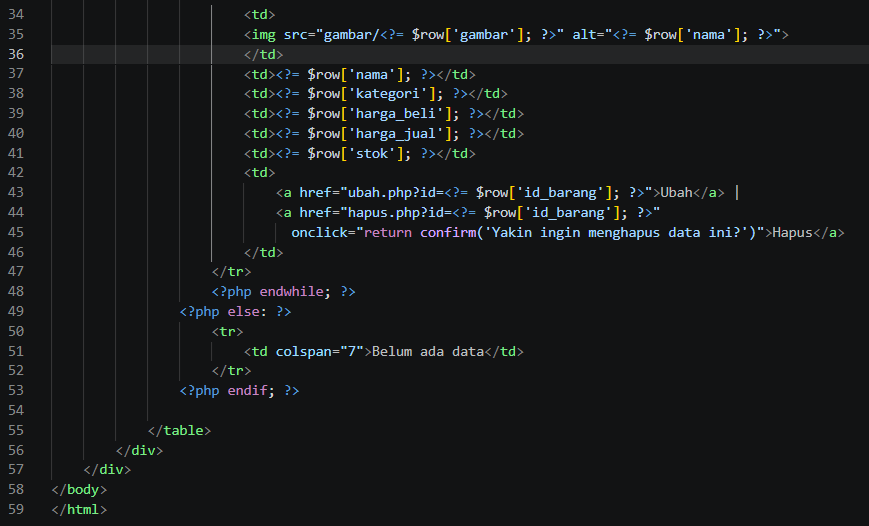 34 <td>
35 <img src="gambar/<?= $row['gambar']; ?>" alt="<?= $row['nama']; ?>">
36 </td>
37 <td><?= $row['nama']; ?></td>
38 <td><?= $row['kategori']; ?></td>
39 <td><?= $row['harga_beli']; ?></td>
40 <td><?= $row['harga_jual']; ?></td>
41 <td><?= $row['stok']; ?></td>
42 <td>
43 <a href="ubah.php?id=<?= $row['id_barang']; ?>">Ubah</a> |
44 <a href="hapus.php?id=<?= $row['id_barang']; ?>"
45 onclick="return confirm('Yakin ingin menghapus data ini?')">Hapus</a>
46 </td>
47 </tr>
48 <?php endwhile; ?>
49 <?php else: ?>
50 <tr>
51 <td colspan="7">Belum ada data</td>
52 </tr>
53 <?php endif; ?>
54
55 </table>
56 </div>
57 </div>
58 </body>
59 </html>